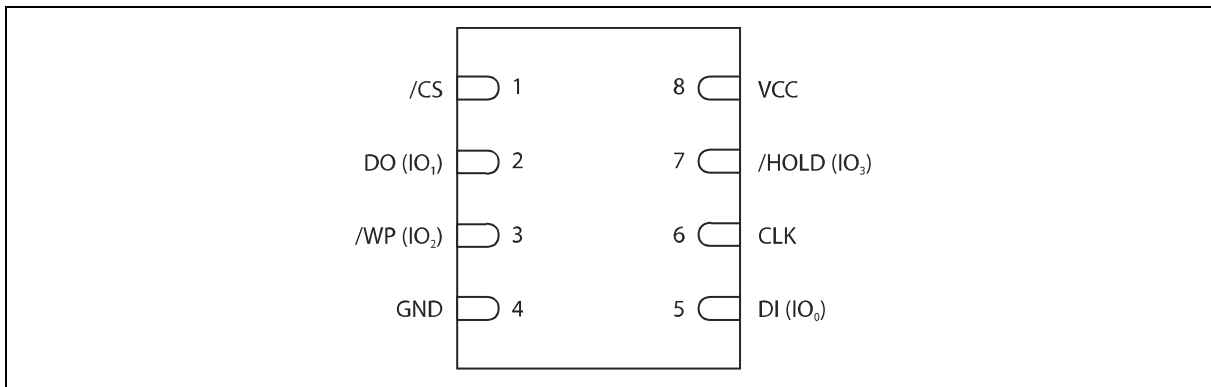 /CS 1 8 VCC
DO (IO₁) 2 7 /HOLD (IO₃)
/WP (IO₂) 3 6 CLK
GND 4 5 DI (IO₀)